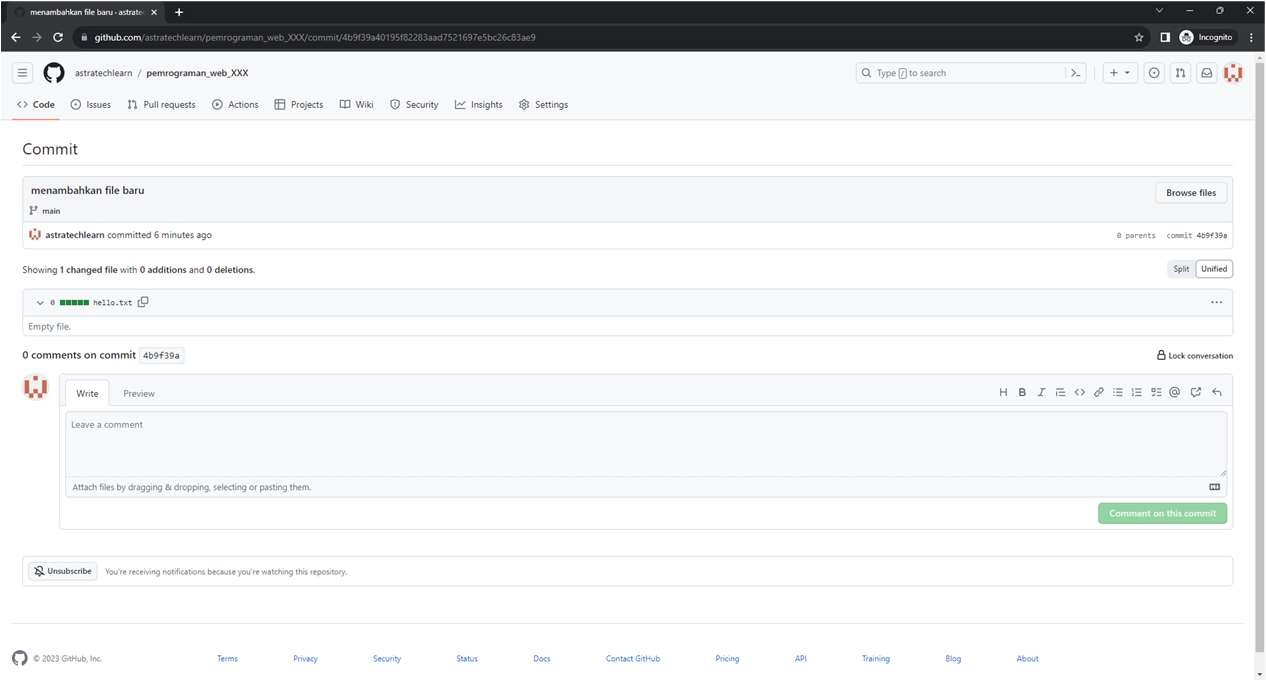 menambahkan file baru · astrate
github.com/astratechlearn/pemrograman_web_XXX/commit/4b9f39a40195f82283aad7521697e5bc26c83ae9
Incognito
astratechlearn / pemrograman_web_XXX
Type / to search
Code Issues Pull requests Actions Projects Wiki Security Insights Settings
Commit
menambahkan file baru
Browse files
main
astratechlearn committed 6 minutes ago
0 parents commit 4b9f39a
Showing 1 changed file with 0 additions and 0 deletions.
Split Unified
0 hello.txt
Empty file.
0 comments on commit 4b9f39a
Lock conversation
Write Preview
Leave a comment
Attach files by dragging & dropping, selecting or pasting them.
Comment on this commit
Unsubscribe You're receiving notifications because you're watching this repository.
© 2023 GitHub, Inc. Terms Privacy Security Status Docs Contact GitHub Pricing API Training Blog About